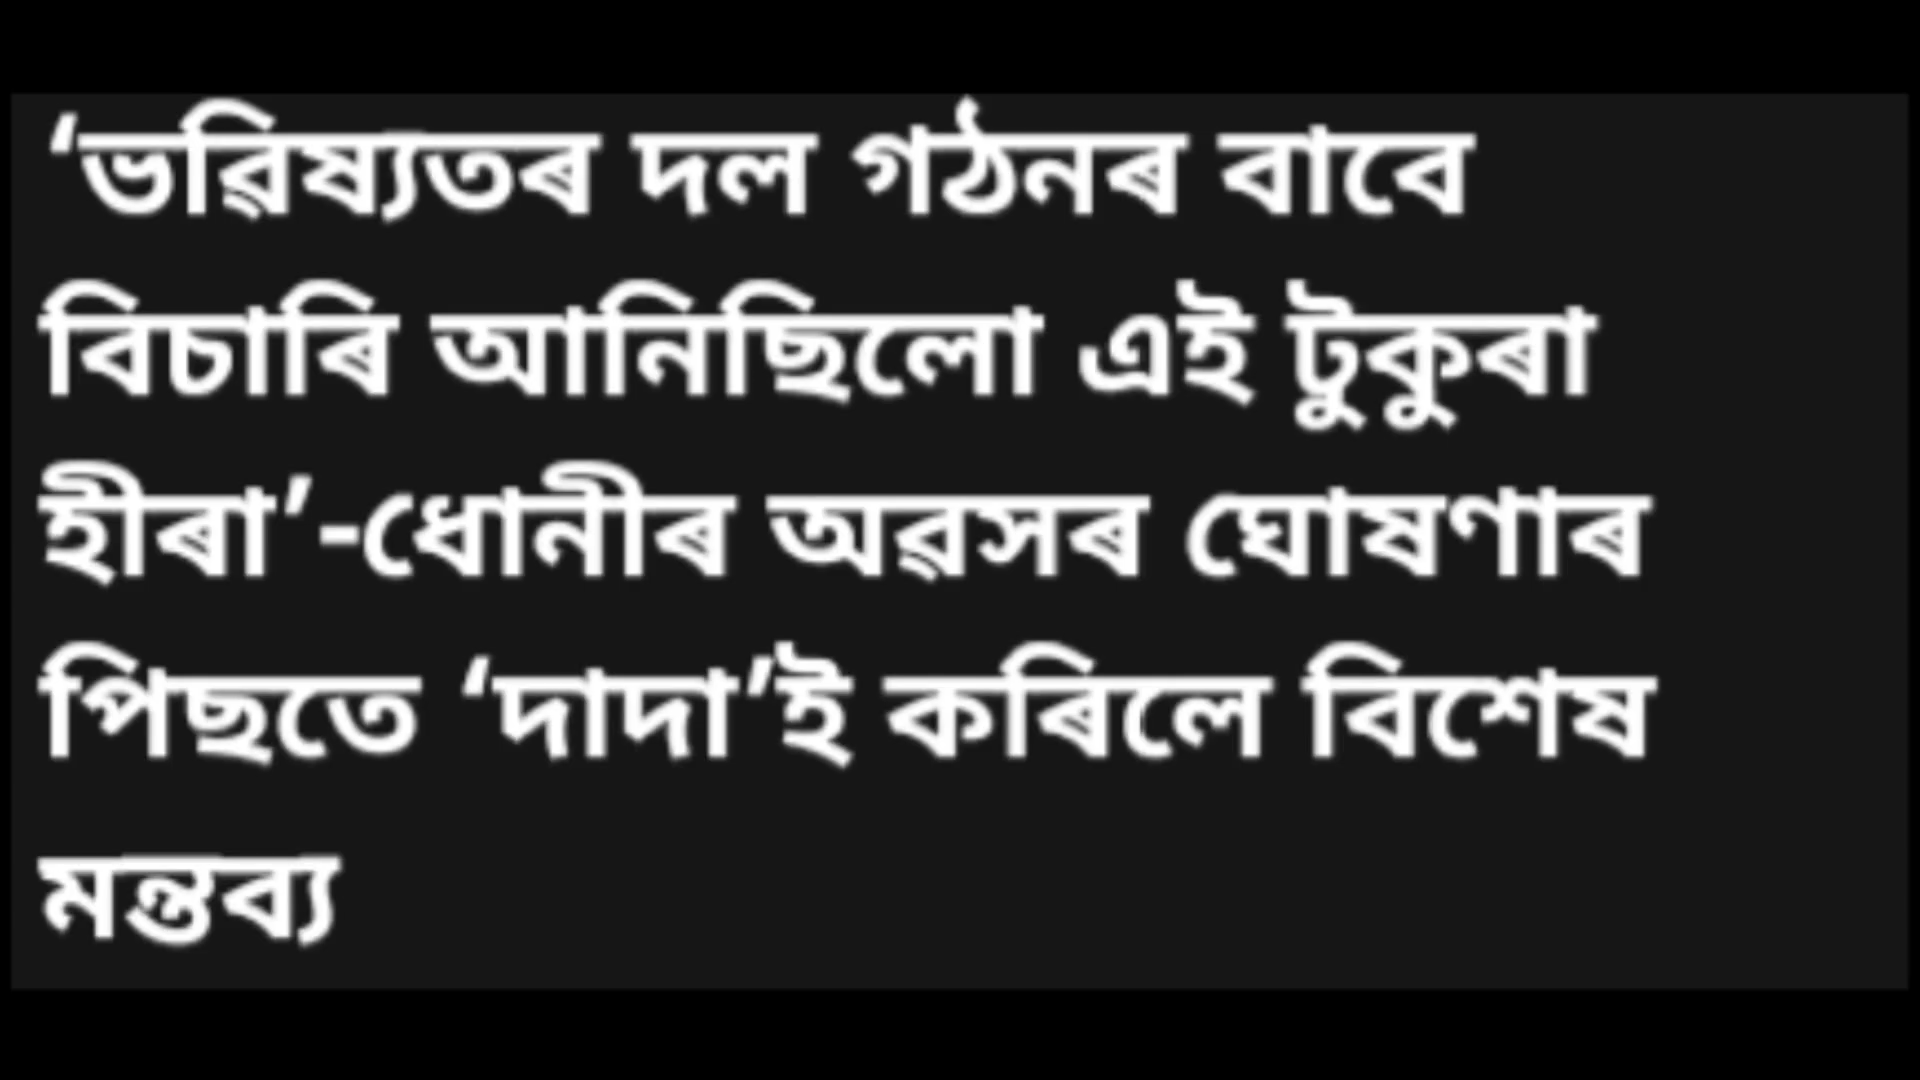 ‘ভৱিষ্যতৰ দল গঠনৰ বাবে
বিচাৰি আনিছিলো এই টুকুৰা
হীৰা’-ধোনীৰ অৱসৰ ঘোষণাৰ
পিছতে ‘দাদা’ই কৰিলে বিশেষ
মন্তব্য